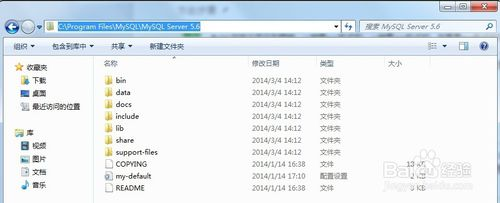 C:\Program Files\MySQL\MySQL Server 5.6
搜索 MySQL Server 5.6
组织 包含到库中 共享 新建文件夹
收藏夹
下载
桌面
最近访问的位置
库
视频
图片
文档
音乐
名称 修改日期 类型 大小
bin 2014/3/4 14:12 文件夹
data 2014/3/4 14:12 文件夹
docs 2014/3/4 14:12 文件夹
include 2014/3/4 14:12 文件夹
lib 2014/3/4 14:12 文件夹
share 2014/3/4 14:12 文件夹
support-files 2014/3/4 14:12 文件夹
COPYING 2014/1/14 16:38 文件
my-default 2014/1/14 17:10 配置设置
README 2014/1/14 16:38 文件
Baidu 经验
jingyan.baidu.com